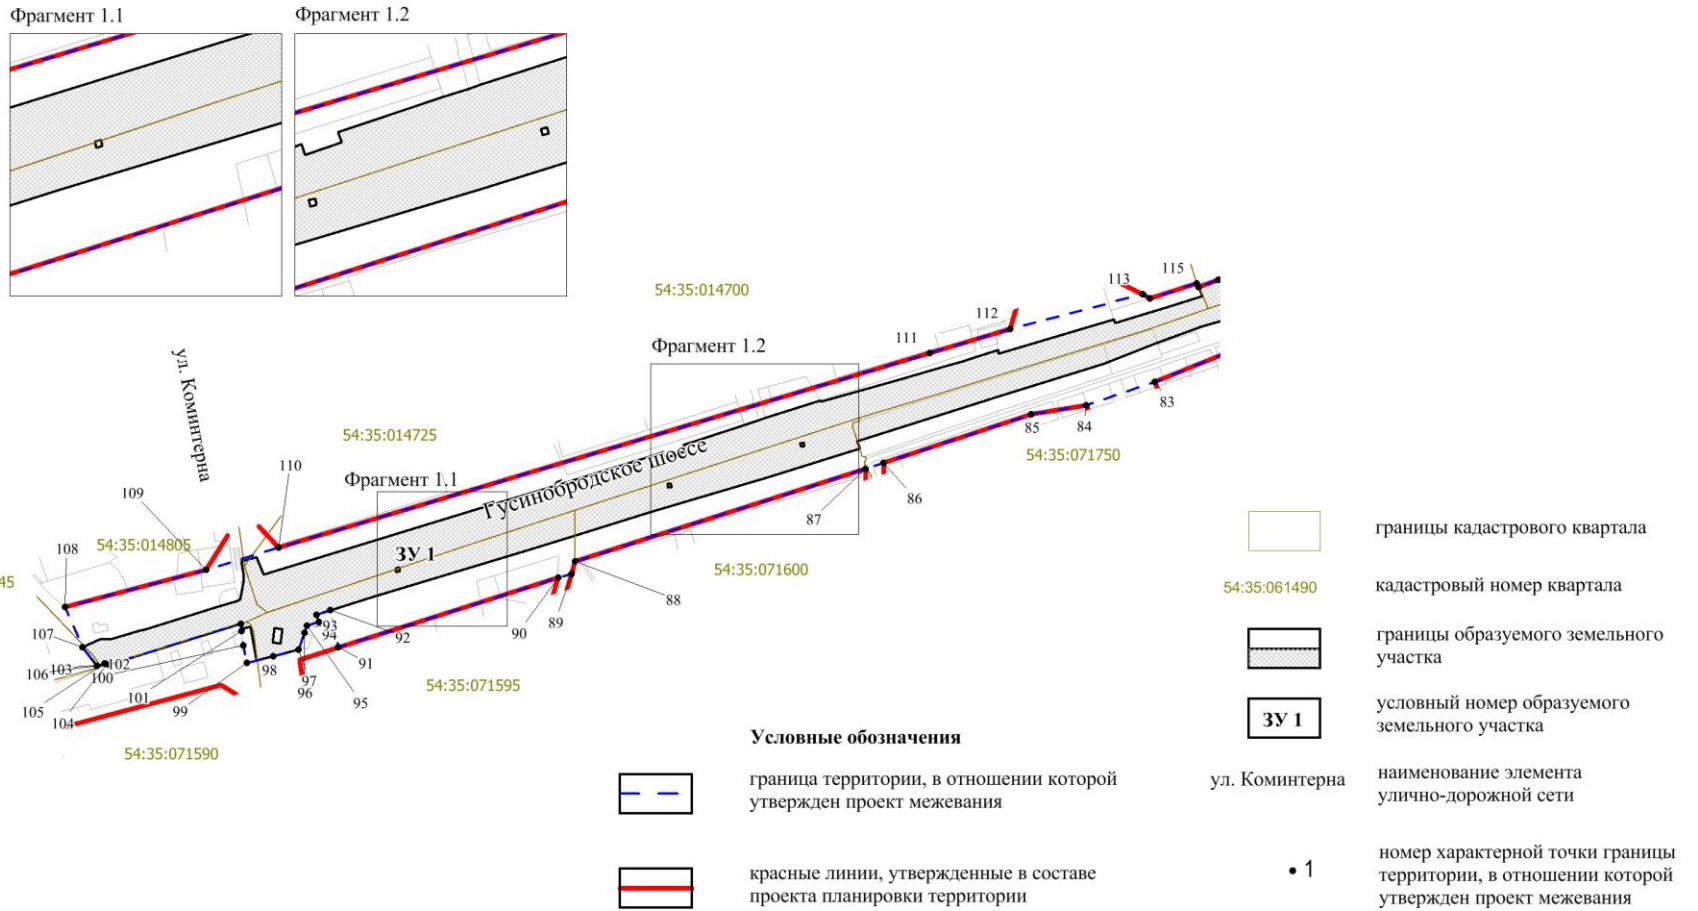 Фрагмент 1.1
Фрагмент 1.2
54:35:014700
113
115
112
111
Фрагмент 1.2
ул. Коминтерна
54:35:014725
110
109
Фрагмент 1.1
Гусинобродское шоссе
83
84
85
54:35:071750
86
87
108
54:35:014805
45
ЗУ 1
54:35:071600
88
89
90
107
93
94
92
91
106
103
102
100
98
97
96
95
101
99
105
104
54:35:071595
54:35:071590
Условные обозначения
граница территории, в отношении которой
утвержден проект межевания
красные линии, утвержденные в составе
проекта планировки территории
границы кадастрового квартала
54:35:061490
кадастровый номер квартала
границы образуемого земельного
участка
ЗУ 1
условный номер образуемого
земельного участка
ул. Коминтерна
наименование элемента
улично-дорожной сети
1
номер характерной точки границы
территории, в отношении которой
утвержден проект межевания